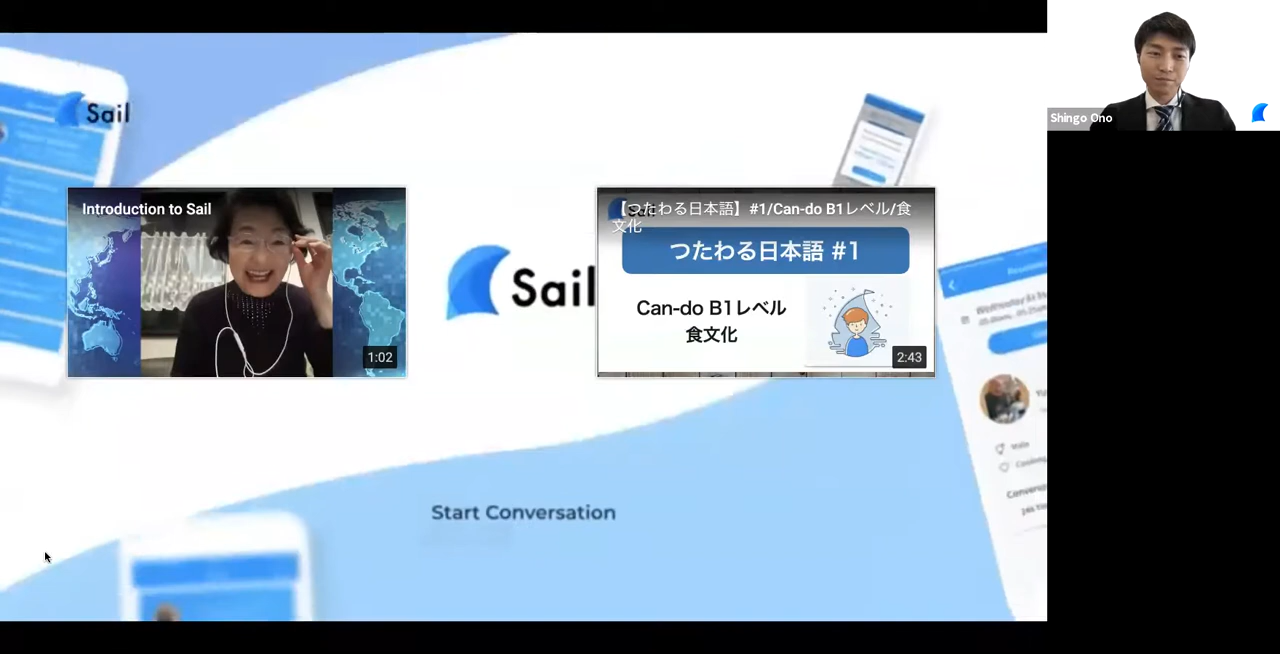 Sail
Introduction to Sail
1:02
Sail
【つたわる日本語】#1/Can-do B1レベル/食
文化
つたわる日本語 #1
Can-do B1レベル
食文化
2:43
Start Conversation
Shingo Ono